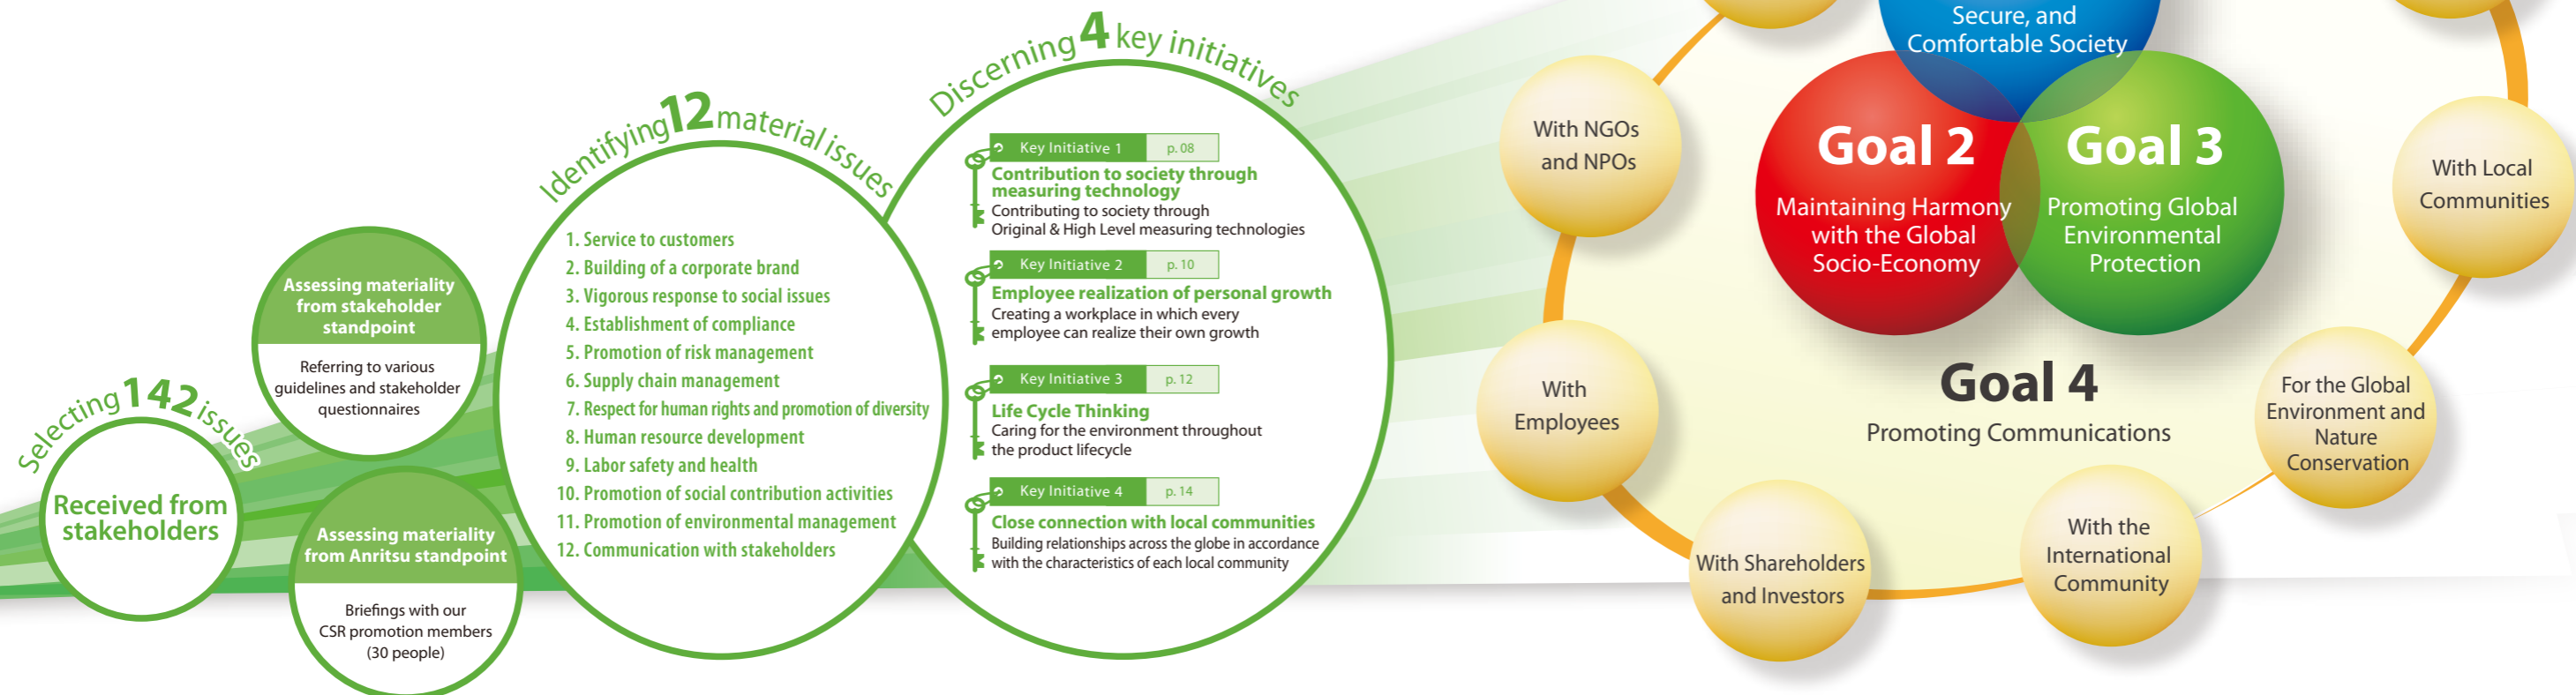 Selecting 142 issues
Received from
stakeholders
Assessing materiality
from stakeholder
standpoint
Referring to various
guidelines and stakeholder
questionnaires
Assessing materiality
from Anritsu standpoint
Briefings with our
CSR promotion members
(30 people)
Identifying 12 material issues
1. Service to customers
2. Building of a corporate brand
3. Vigorous response to social issues
4. Establishment of compliance
5. Promotion of risk management
6. Supply chain management
7. Respect for human rights and promotion of diversity
8. Human resource development
9. Labor safety and health
10. Promotion of social contribution activities
11. Promotion of environmental management
12. Communication with stakeholders
Discerning 4 key initiatives
Key Initiative 1 p. 08
Contribution to society through
measuring technology
Contributing to society through
Original & High Level measuring technologies
Key Initiative 2 p. 10
Employee realization of personal growth
Creating a workplace in which every
employee can realize their own growth
Key Initiative 3 p. 12
Life Cycle Thinking
Caring for the environment throughout
the product lifecycle
Key Initiative 4 p. 14
Close connection with local communities
Building relationships across the globe in accordance
with the characteristics of each local community
Secure, and
Comfortable Society
Goal 2
Maintaining Harmony
with the Global
Socio-Economy
Goal 3
Promoting Global
Environmental
Protection
Goal 4
Promoting Communications
With NGOs
and NPOs
With
Employees
With Shareholders
and Investors
With the
International
Community
For the Global
Environment and
Nature
Conservation
With Local
Communities